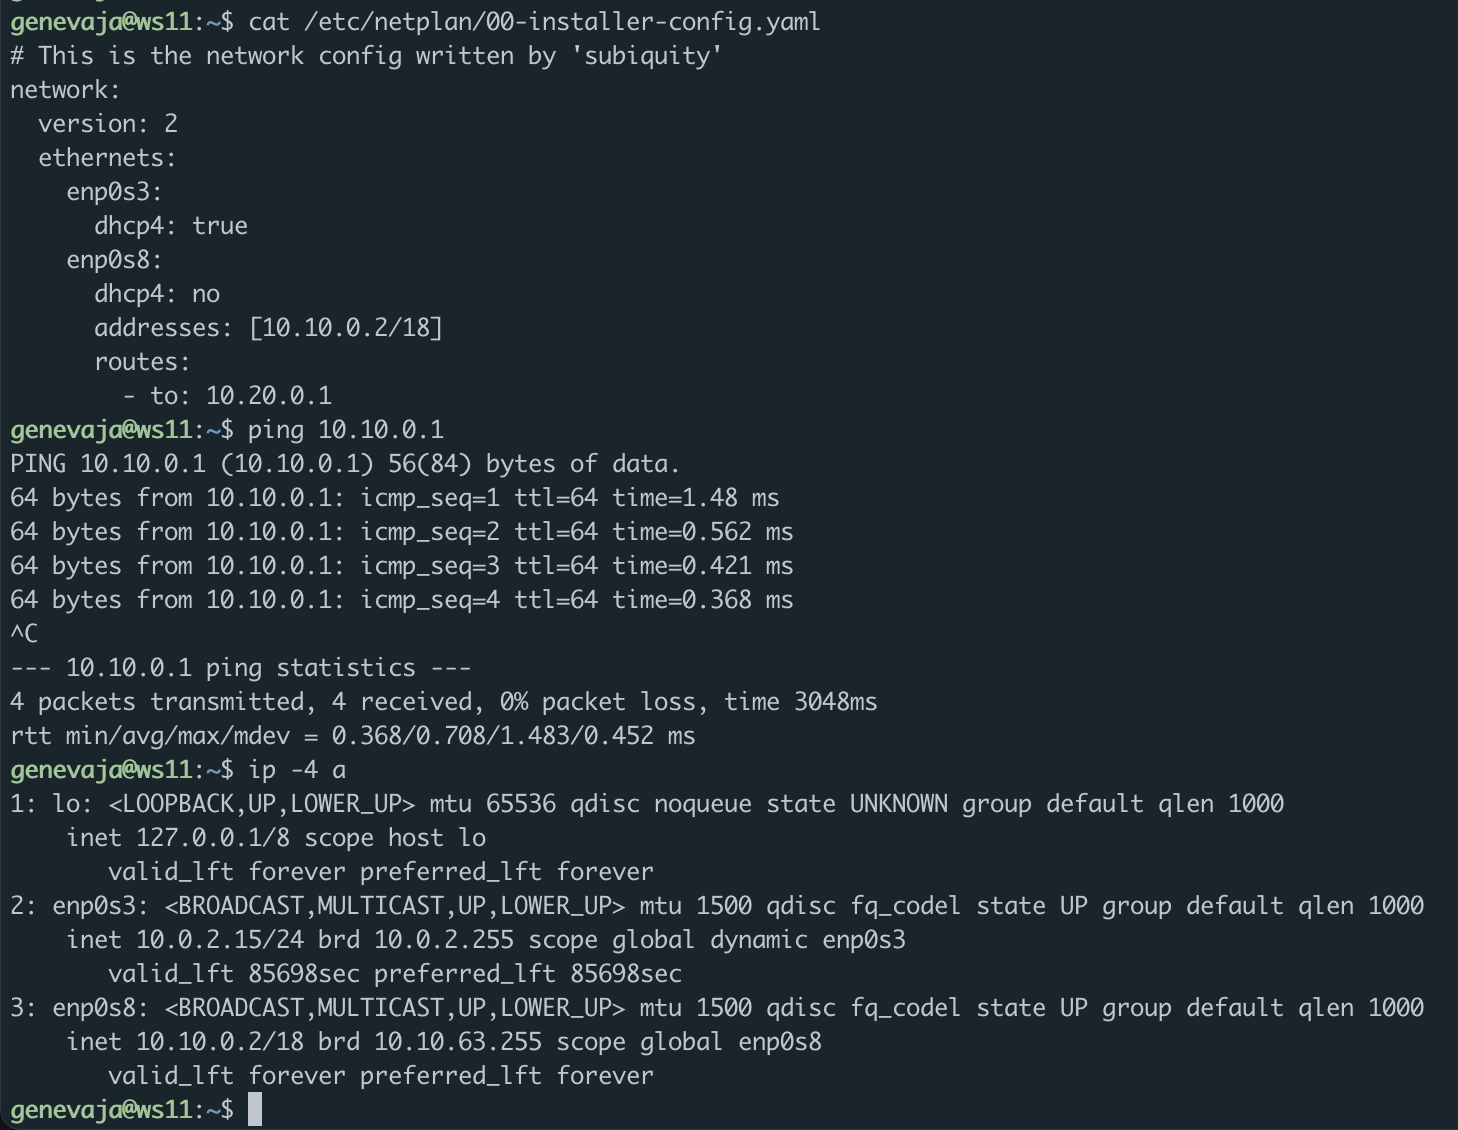 genevaja@ws11:~$ cat /etc/netplan/00-installer-config.yaml
# This is the network config written by 'subiquity'
network:
  version: 2
  ethernets:
    enp0s3:
      dhcp4: true
    enp0s8:
      dhcp4: no
      addresses: [10.10.0.2/18]
      routes:
        - to: 10.20.0.1
genevaja@ws11:~$ ping 10.10.0.1
PING 10.10.0.1 (10.10.0.1) 56(84) bytes of data.
64 bytes from 10.10.0.1: icmp_seq=1 ttl=64 time=1.48 ms
64 bytes from 10.10.0.1: icmp_seq=2 ttl=64 time=0.562 ms
64 bytes from 10.10.0.1: icmp_seq=3 ttl=64 time=0.421 ms
64 bytes from 10.10.0.1: icmp_seq=4 ttl=64 time=0.368 ms
^C
--- 10.10.0.1 ping statistics ---
4 packets transmitted, 4 received, 0% packet loss, time 3048ms
rtt min/avg/max/mdev = 0.368/0.708/1.483/0.452 ms
genevaja@ws11:~$ ip -4 a
1: lo: <LOOPBACK,UP,LOWER_UP> mtu 65536 qdisc noqueue state UNKNOWN group default qlen 1000
    inet 127.0.0.1/8 scope host lo
       valid_lft forever preferred_lft forever
2: enp0s3: <BROADCAST,MULTICAST,UP,LOWER_UP> mtu 1500 qdisc fq_codel state UP group default qlen 1000
    inet 10.0.2.15/24 brd 10.0.2.255 scope global dynamic enp0s3
       valid_lft 85698sec preferred_lft 85698sec
3: enp0s8: <BROADCAST,MULTICAST,UP,LOWER_UP> mtu 1500 qdisc fq_codel state UP group default qlen 1000
    inet 10.10.0.2/18 brd 10.10.63.255 scope global enp0s8
       valid_lft forever preferred_lft forever
genevaja@ws11:~$